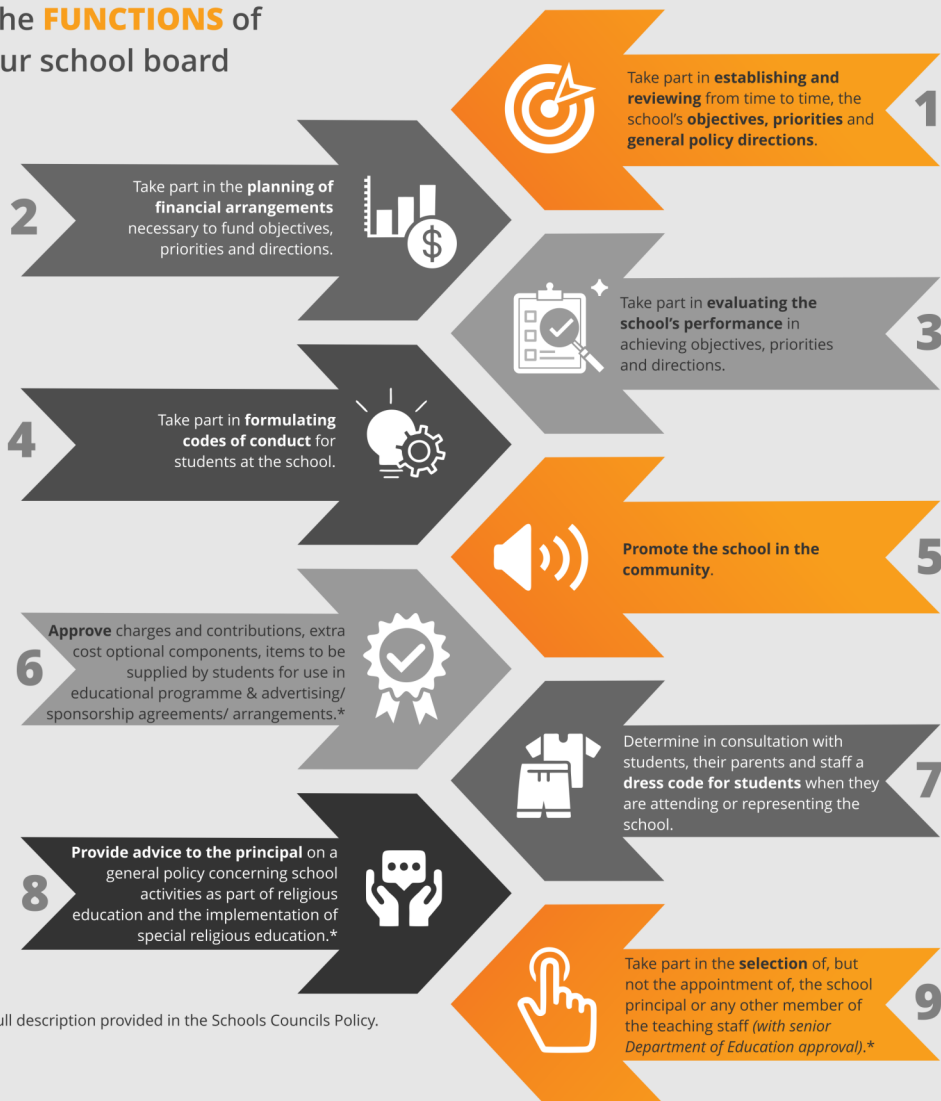 he FUNCTIONS of
ur school board
Take part in establishing and
reviewing from time to time, the
school's objectives, priorities and
general policy directions.
1
2
Take part in the planning of
financial arrangements
necessary to fund objectives,
priorities and directions.
$
Take part in evaluating the
school's performance in
achieving objectives, priorities
and directions.
3
4
Take part in formulating
codes of conduct for
students at the school.
Promote the school in the
community.
5
6
Approve charges and contributions, extra
cost optional components, items to be
supplied by students for use in
educational programme & advertising/
sponsorship agreements/ arrangements.*
Determine in consultation with
students, their parents and staff a
dress code for students when they
are attending or representing the
school.
7
8
Provide advice to the principal on a
general policy concerning school
activities as part of religious
education and the implementation of
special religious education.*
Take part in the selection of, but
not the appointment of, the school
principal or any other member of
the teaching staff (with senior
Department of Education approval).*
9
ull description provided in the Schools Councils Policy.